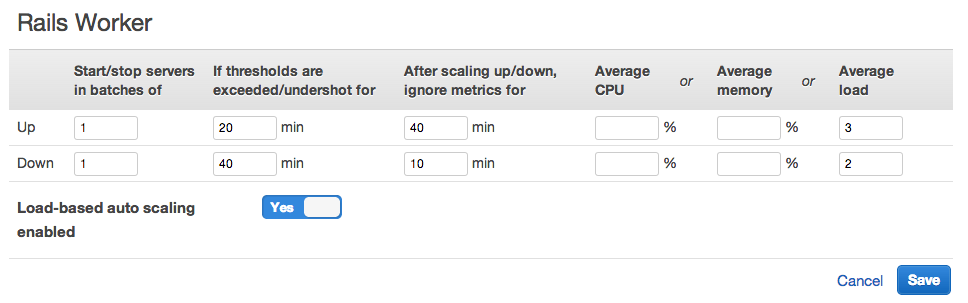 Rails Worker
Start/stop servers in batches of If thresholds are exceeded/undershot for After scaling up/down, ignore metrics for Average CPU or Average memory or Average load
Up 1 20 min 40 min % % 3
Down 1 40 min 10 min % % 2
Load-based auto scaling enabled Yes
Cancel Save